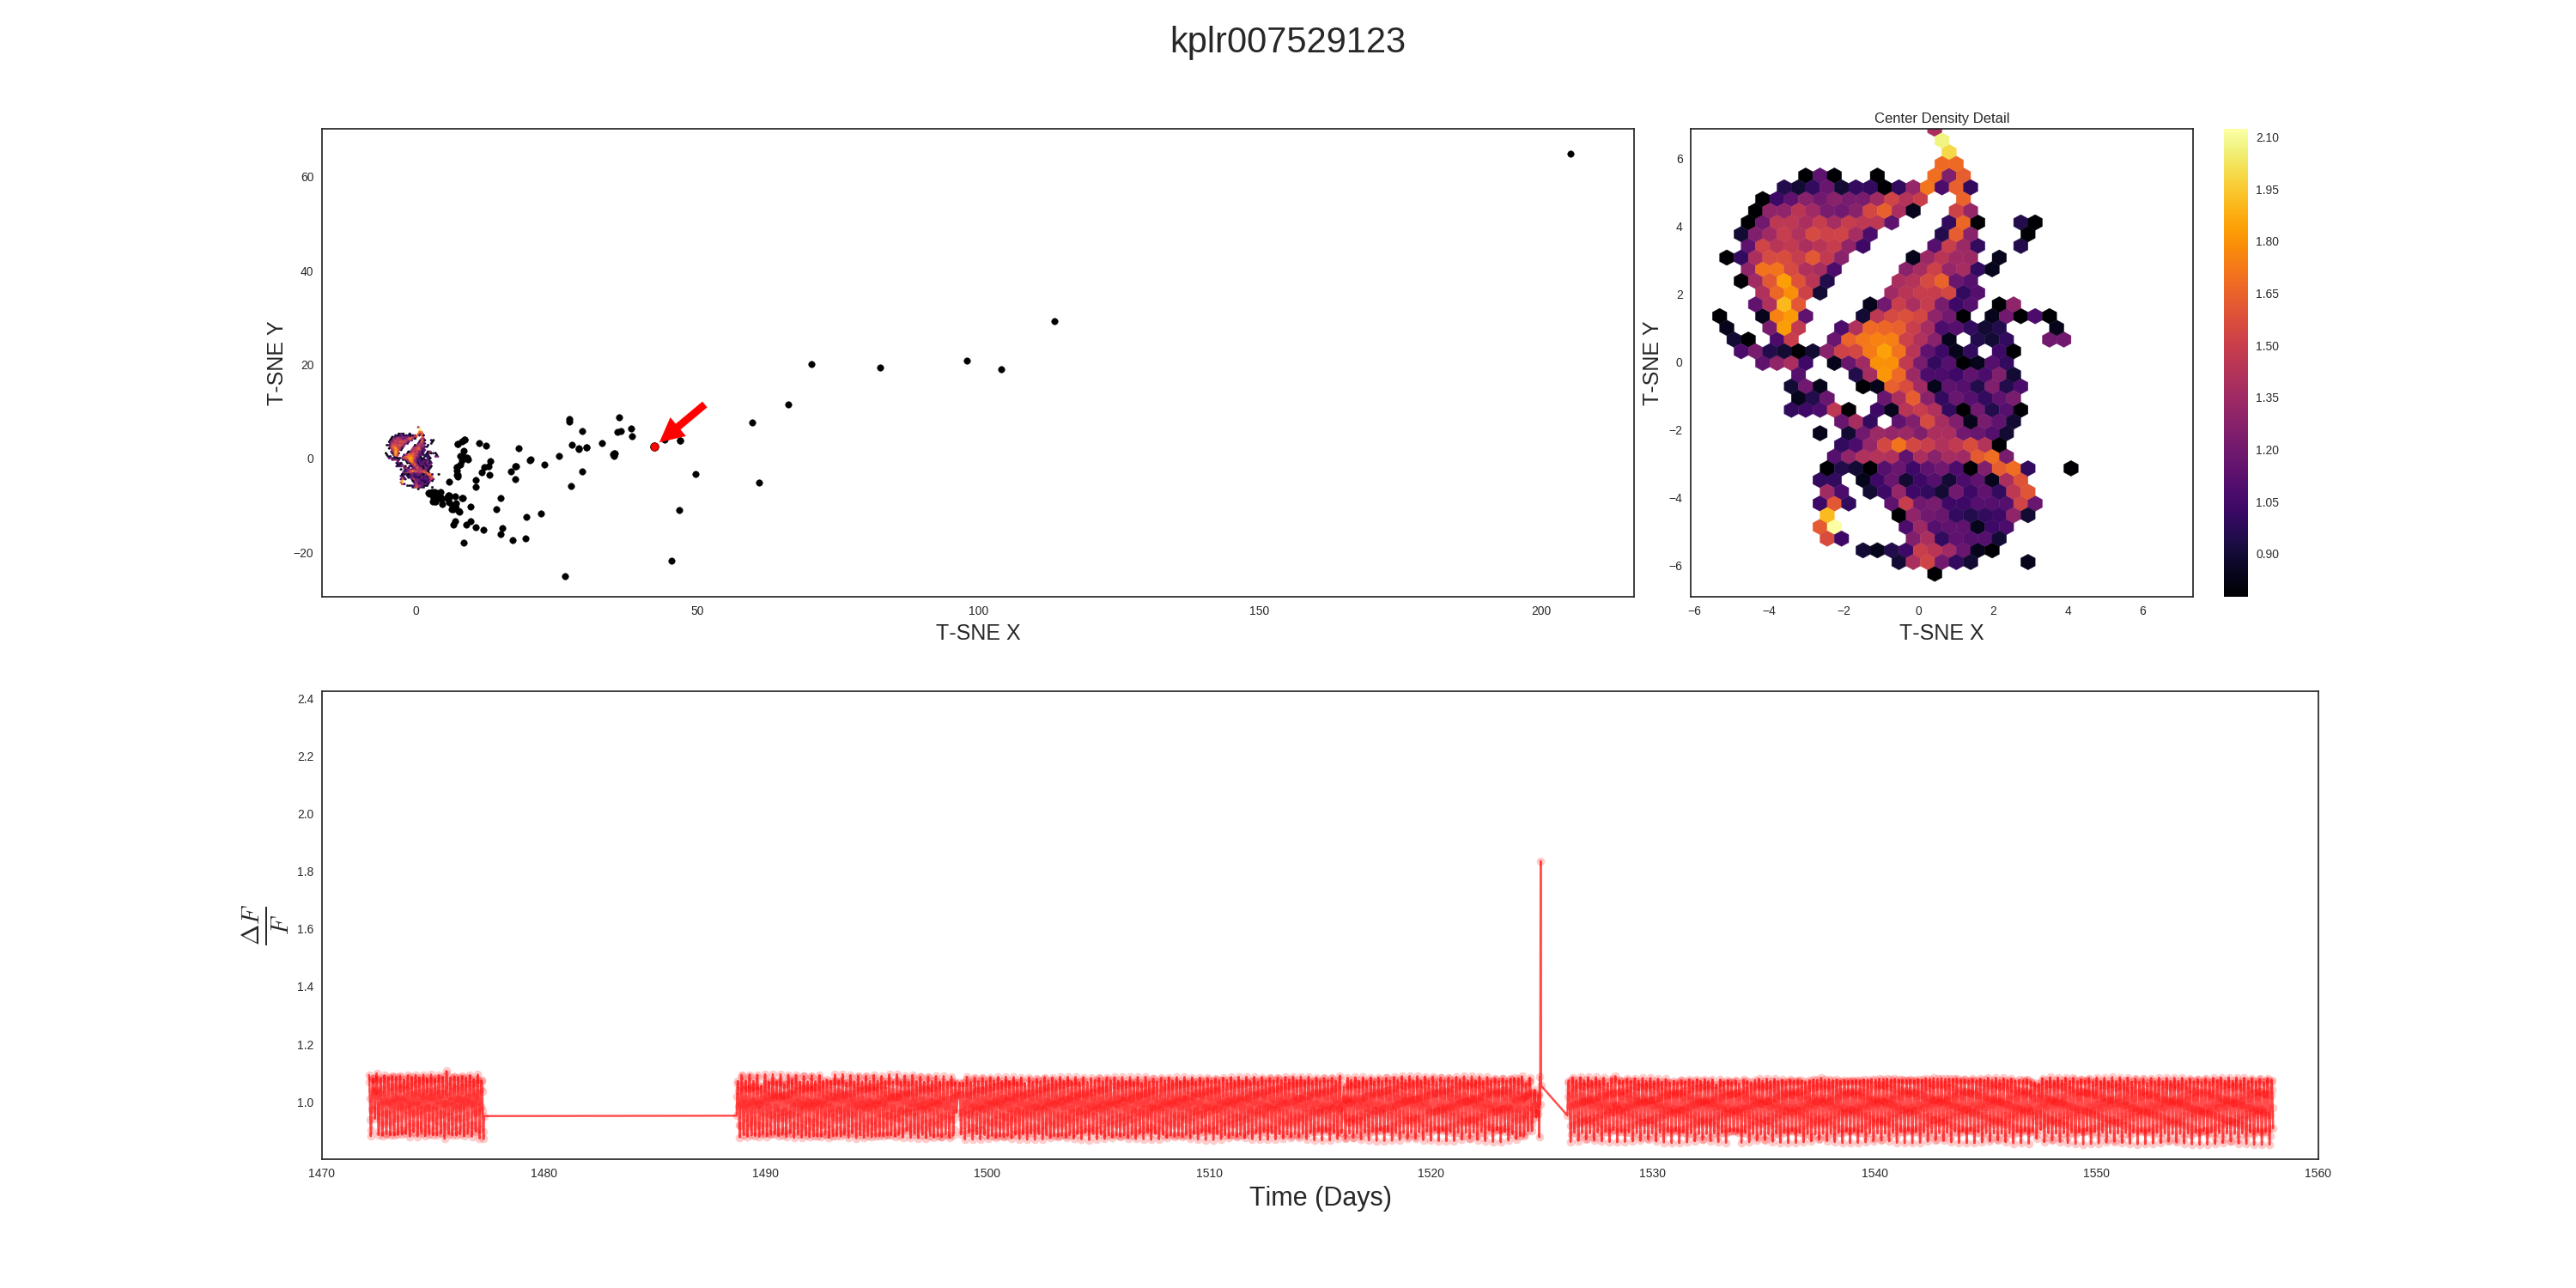 kplr007529123
Center Density Detail
60
40
20
0
−20
T-SNE Y
0 50 100 150 200
T-SNE X
6
4
2
0
−2
−4
−6
T-SNE Y
−6 −4 −2 0 2 4 6
T-SNE X
2.10
1.95
1.80
1.65
1.50
1.35
1.20
1.05
0.90
2.4
2.2
2.0
1.8
1.6
1.4
1.2
1.0
ΔF
F
1470 1480 1490 1500 1510 1520 1530 1540 1550 1560
Time (Days)